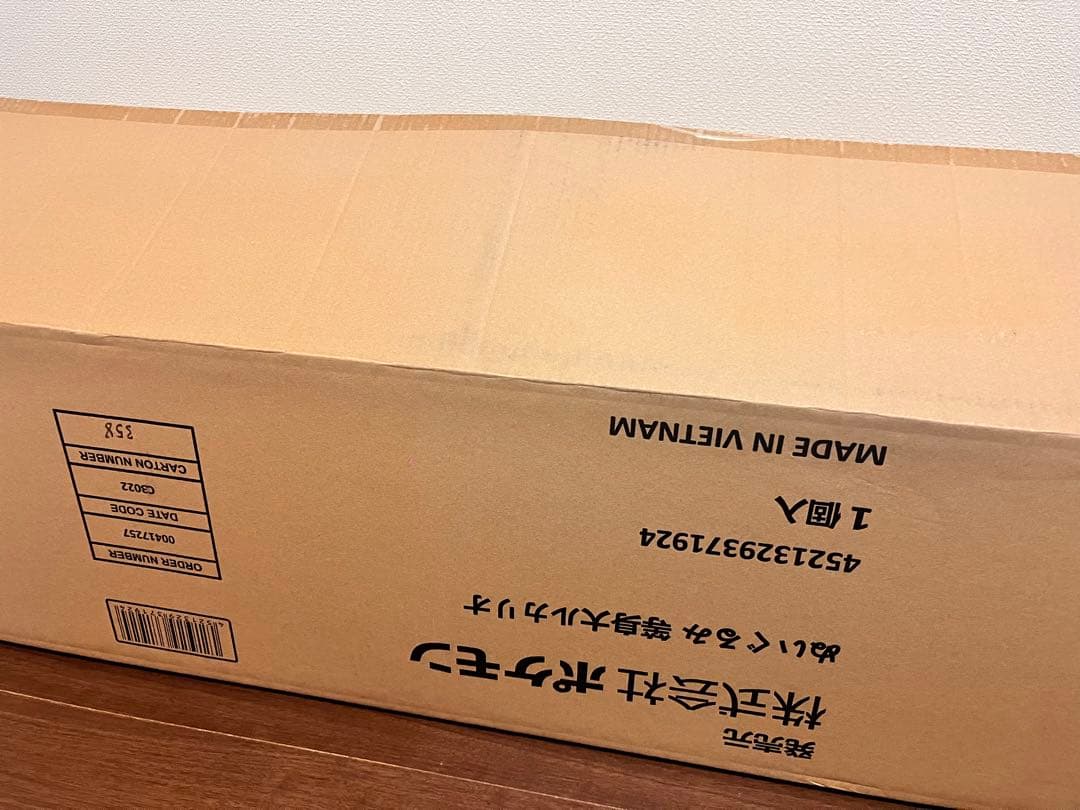 発売元
株式会社 ポケモン
ぬいぐるみ 等身大ルカリオ
4521329371924
1個入
MADE IN VIETNAM
4521329371924
ORDER NUMBER
00417257
DATE CODE
C3022
CARTON NUMBER
358